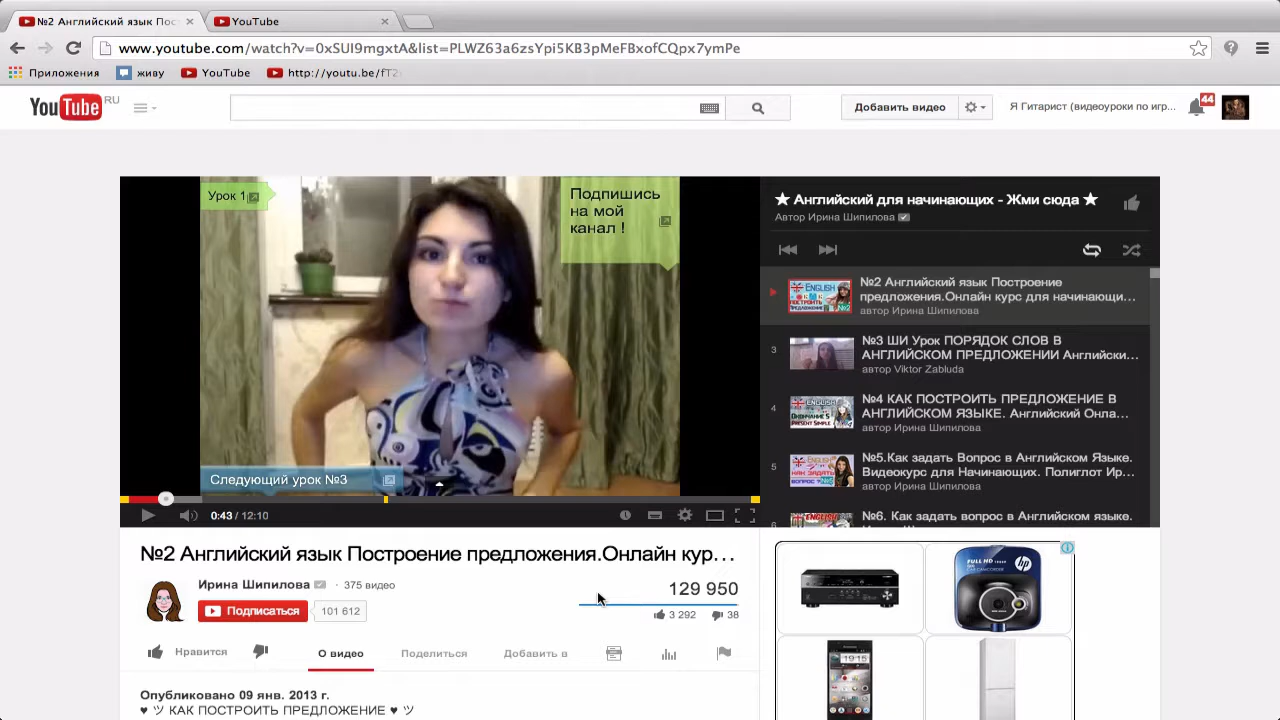 №2 Английский язык Пос
YouTube
www.youtube.com/watch?v=0xSUl9mgxtA&list=PLWZ63a6zsYpi5KB3pMeFBxofCQpx7ymPe
Приложения
живу
YouTube
http://youtu.be/fT2
YouTube RU
Добавить видео
Я Гитарист (видеоуроки по игр...
44
Урок 1
Подпишись
на мой
канал !
Следующий урок №3
0:43 / 12:10
★ Английский для начинающих - Жми сюда ★
Автор Ирина Шипилова
№2 Английский язык Построение
предложения.Онлайн курс для начинающи...
автор Ирина Шипилова
3
№3 ШИ Урок ПОРЯДОК СЛОВ В
АНГЛИЙСКОМ ПРЕДЛОЖЕНИИ Английски...
автор Viktor Zabluda
4
№4 КАК ПОСТРОИТЬ ПРЕДЛОЖЕНИЕ В
АНГЛИЙСКОМ ЯЗЫКЕ. Английский Онла...
автор Ирина Шипилова
5
№5.Как задать Вопрос в Английском Языке.
Видеокурс для Начинающих. Полиглот Ир...
автор Ирина Шипилова
6
№6. Как задать вопрос в Английском языке.
№2 Английский язык Построение предложения.Онлайн кур...
Ирина Шипилова · 375 видео
Подписаться
101 612
129 950
3 292
38
Нравится
О видео
Поделиться
Добавить в
Опубликовано 09 янв. 2013 г.
♥ ツ КАК ПОСТРОИТЬ ПРЕДЛОЖЕНИЕ ♥ ツ
FULL HD
hp
19:15